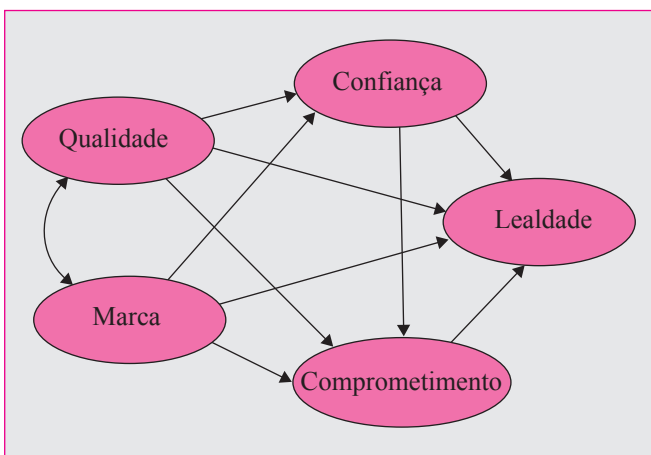 Confiança
Qualidade
Lealdade
Marca
Comprometimento